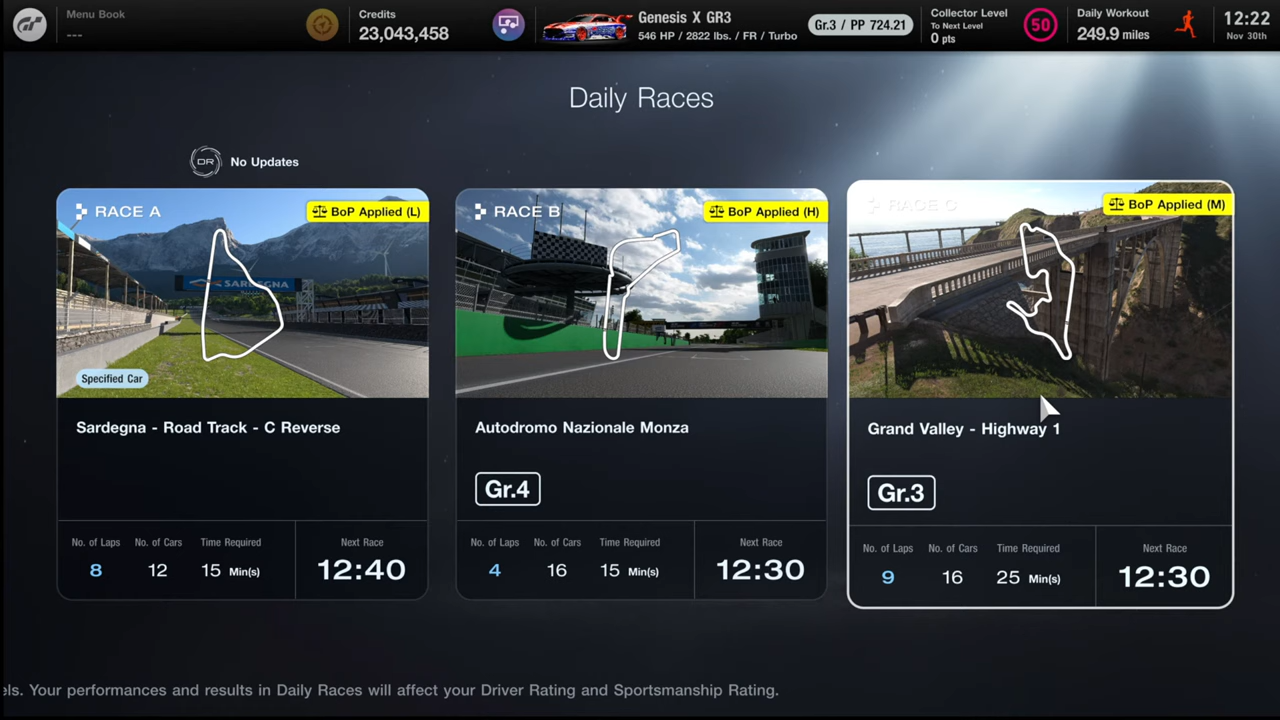 GT
Menu Book
---
Credits
23,043,458
Genesis X GR3
546 HP / 2822 lbs. / FR / Turbo
Gr.3 / PP 724.21
Collector Level
To Next Level
0 pts
50
Daily Workout
249.9 miles
12:22
Nov 30th
Daily Races
DR
No Updates
RACE A
BoP Applied (L)
SARDEGNA
Specified Car
Sardegna - Road Track - C Reverse
No. of Laps
No. of Cars
Time Required
8
12
15 Min(s)
Next Race
12:40
RACE B
BoP Applied (H)
Autodromo Nazionale Monza
Gr.4
No. of Laps
No. of Cars
Time Required
4
16
15 Min(s)
Next Race
12:30
RACE C
BoP Applied (M)
Grand Valley - Highway 1
Gr.3
No. of Laps
No. of Cars
Time Required
9
16
25 Min(s)
Next Race
12:30
els. Your performances and results in Daily Races will affect your Driver Rating and Sportsmanship Rating.